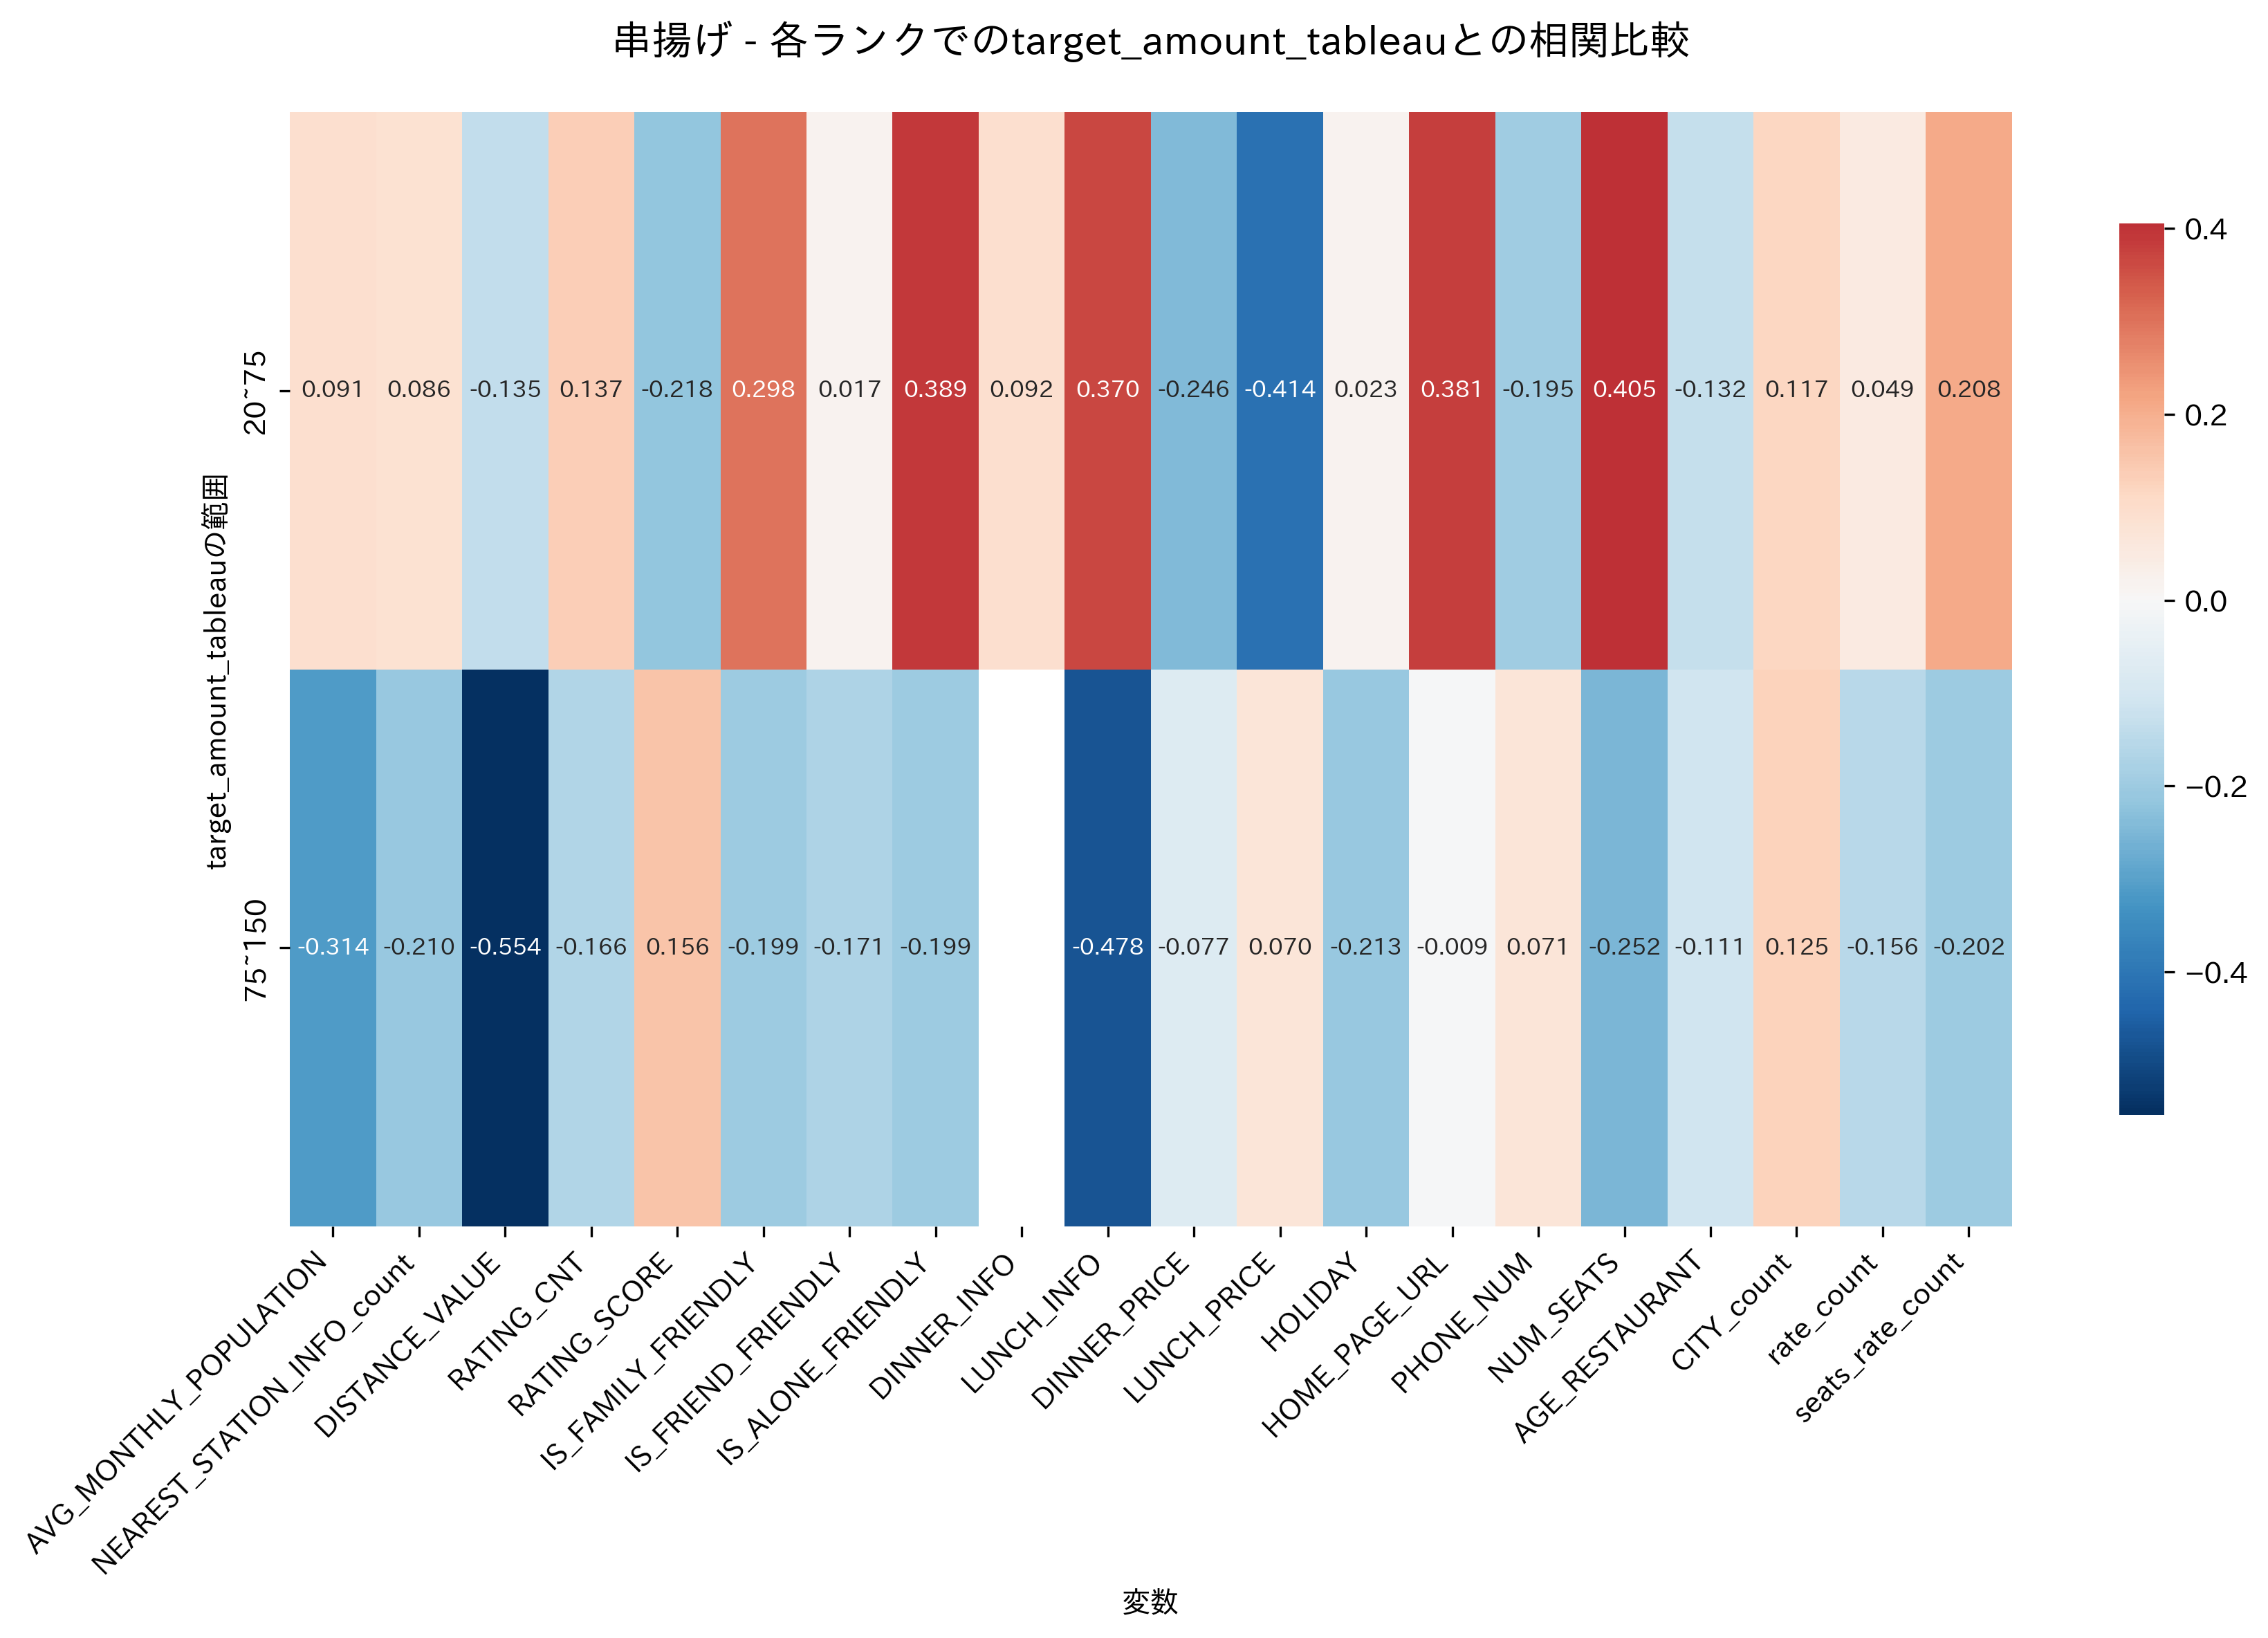 串揚げ - 各ランクでのtarget_amount_tableauとの相関比較
target_amount_tableauの範囲
20~75
0.091 0.086 -0.135 0.137 -0.218 0.298 0.017 0.389 0.092 0.370 -0.246 -0.414 0.023 0.381 -0.195 0.405 -0.132 0.117 0.049 0.208
75~150
-0.314 -0.210 -0.554 -0.166 0.156 -0.199 -0.171 -0.199 -0.478 -0.077 0.070 -0.213 -0.009 0.071 -0.252 -0.111 0.125 -0.156 -0.202
AVG_MONTHLY_POPULATION
NEAREST_STATION_INFO_count
DISTANCE_VALUE
RATING_CNT
RATING_SCORE
IS_FAMILY_FRIENDLY
IS_FRIEND_FRIENDLY
IS_ALONE_FRIENDLY
DINNER_INFO
LUNCH_INFO
DINNER_PRICE
LUNCH_PRICE
HOLIDAY
HOME_PAGE_URL
PHONE_NUM
NUM_SEATS
AGE_RESTAURANT
CITY_count
rate_count
seats_rate_count
変数
0.4
0.2
0.0
−0.2
−0.4